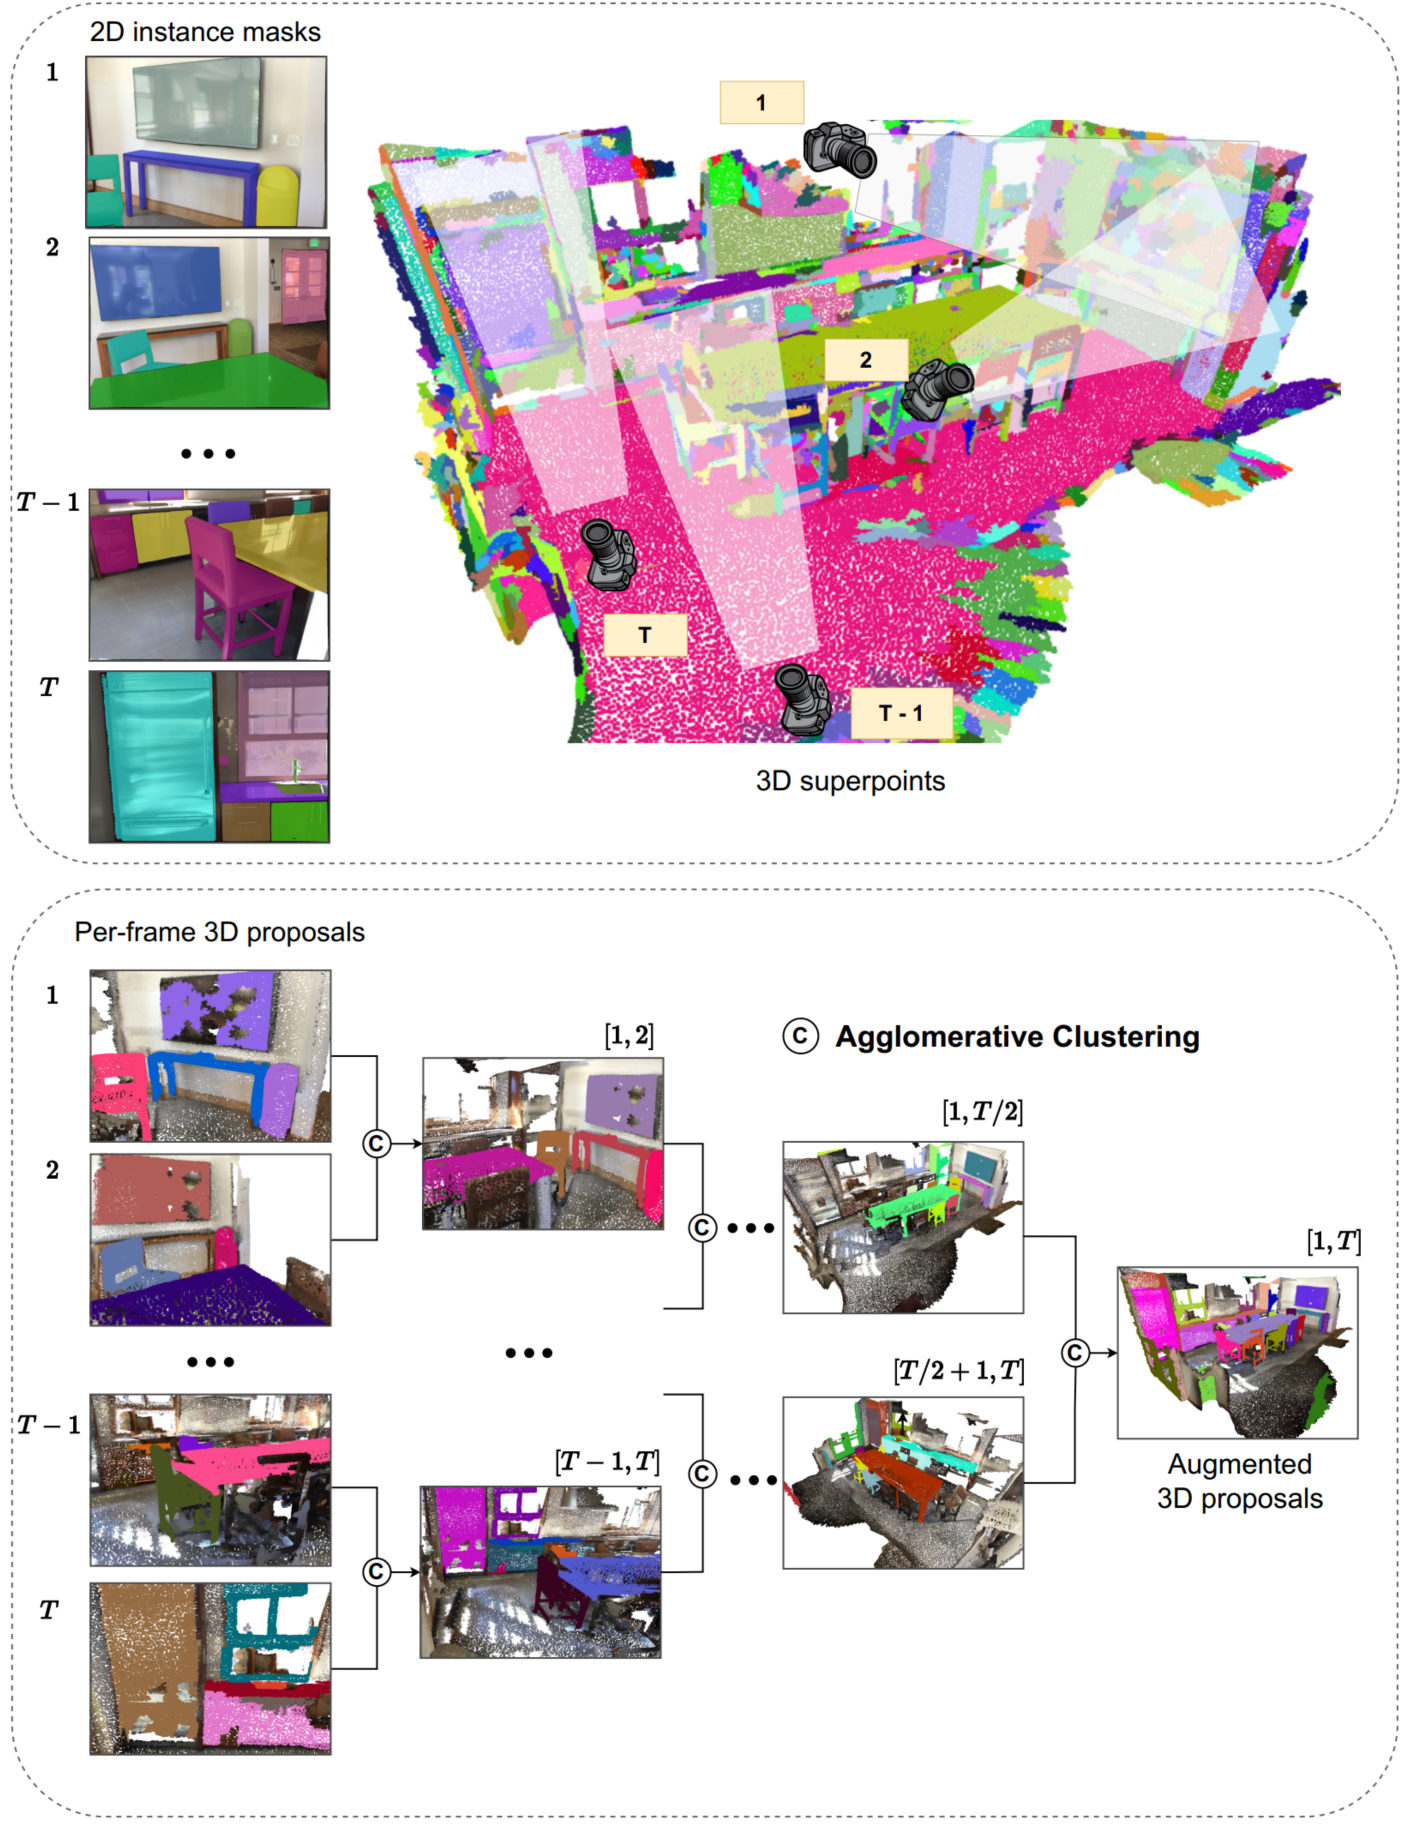 2D instance masks
1
2
T − 1
T
1
2
T
T - 1
3D superpoints
Per-frame 3D proposals
1
2
T − 1
T
[1, 2]
C Agglomerative Clustering
[1, T/2]
C
C
[1, T]
[T/2 + 1, T]
C
[T − 1, T]
C
C
Augmented
3D proposals